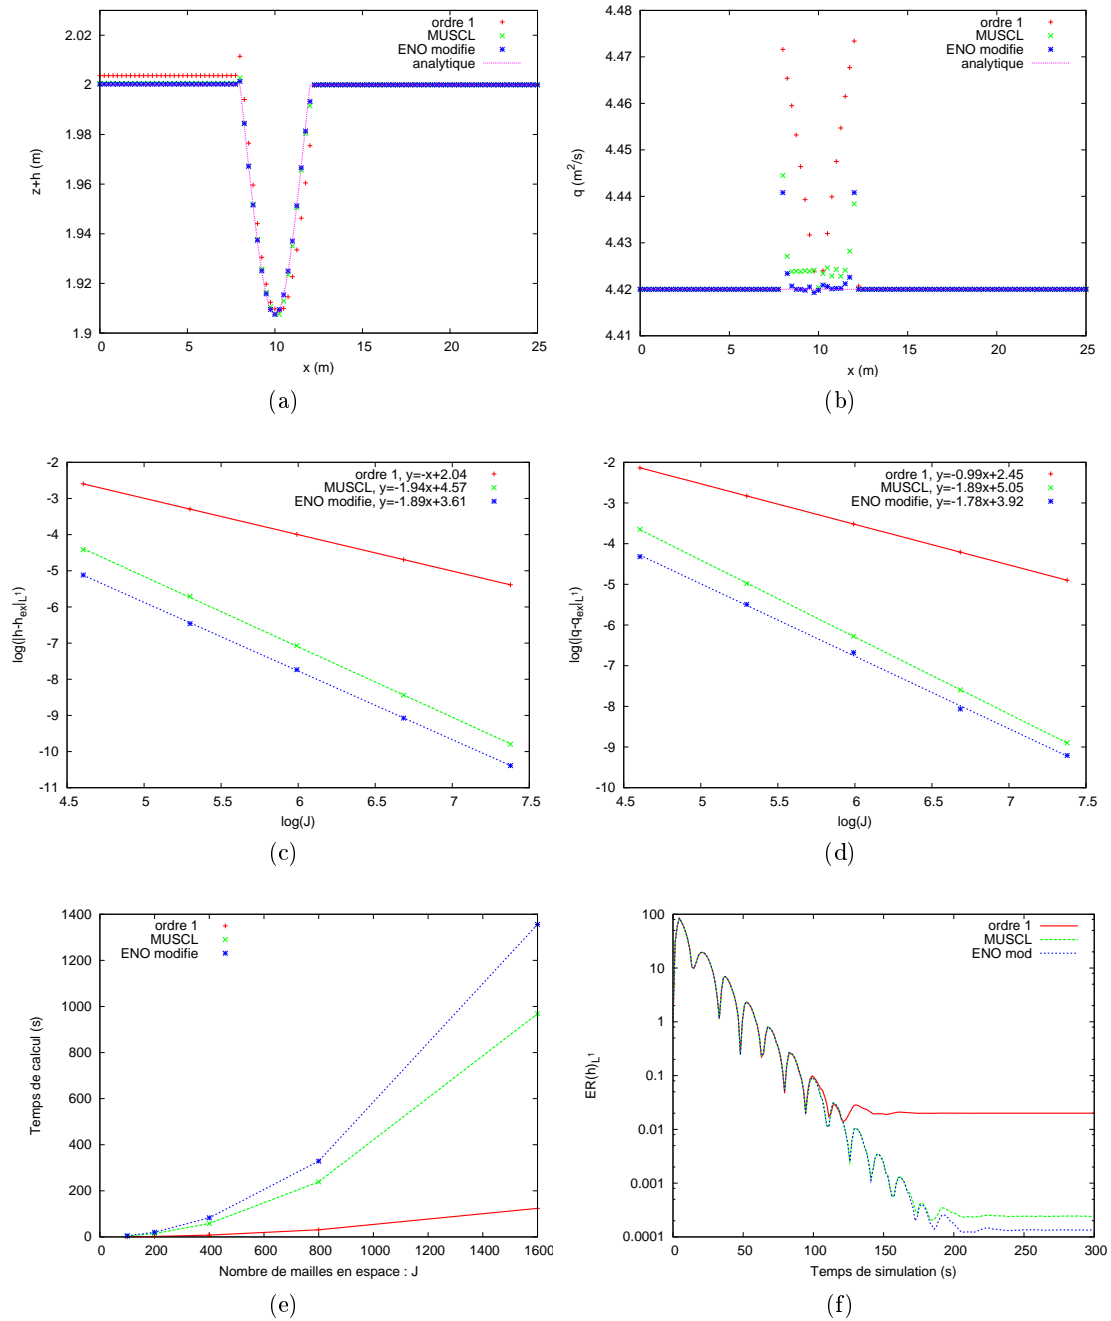 2.02
2
1.98
1.96
1.94
1.92
1.9
z+h (m)
0
5
10
15
20
25
x (m)
ordre 1
MUSCL
ENO modifie
analytique
(a)
4.48
4.47
4.46
4.45
4.44
4.43
4.42
4.41
q (m²/s)
0
5
10
15
20
25
x (m)
ordre 1
MUSCL
ENO modifie
analytique
(b)
-2
-3
-4
-5
-6
-7
-8
-9
-10
-11
log(|h-h_ex|_L¹)
4.5
5
5.5
6
6.5
7
7.5
log(J)
ordre 1, y=-x+2.04
MUSCL, y=-1.94x+4.57
ENO modifie, y=-1.89x+3.61
(c)
-2
-3
-4
-5
-6
-7
-8
-9
-10
log(|q-q_ex|_L¹)
4.5
5
5.5
6
6.5
7
7.5
log(J)
ordre 1, y=-0.99x+2.45
MUSCL, y=-1.89x+5.05
ENO modifie, y=-1.78x+3.92
(d)
1400
1200
1000
800
600
400
200
0
Temps de calcul (s)
0
200
400
600
800
1000
1200
1400
1600
Nombre de mailles en espace : J
ordre 1
MUSCL
ENO modifie
(e)
100
10
1
0.1
0.01
0.001
0.0001
ER(h)_L¹
0
50
100
150
200
250
300
Temps de simulation (s)
ordre 1
MUSCL
ENO mod
(f)